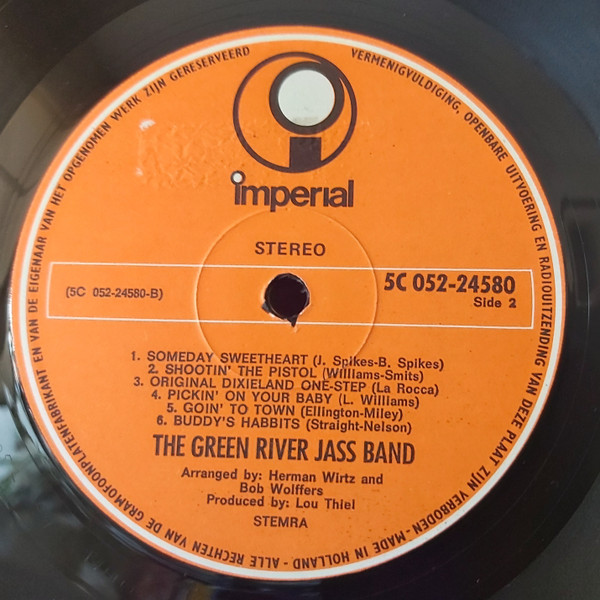 imperial
STEREO
(5C 052-24580-B)
5C 052-24580
Side 2
1. SOMEDAY SWEETHEART (J. Spikes-B. Spikes)
2. SHOOTIN' THE PISTOL (Williams-Smits)
3. ORIGINAL DIXIELAND ONE-STEP (La Rocca)
4. PICKIN' ON YOUR BABY (L. Williams)
5. GOIN' TO TOWN (Ellington-Miley)
6. BUDDY'S HABBITS (Straight-Nelson)
THE GREEN RIVER JASS BAND
Arranged by: Herman Wirtz and
Bob Wolffers
Produced by: Lou Thiel
STEMRA
ALLE RECHTEN VAN DE GRAMOFOONPLATENFABRIKANT EN VAN DE EIGENAAR VAN HET OPGENOMEN WERK ZIJN GERESERVEERD
VERMENIGVULDIGING, OPENBARE UITVOERING EN RADIOUITZENDING VAN DEZE PLAAT ZIJN VERBODEN - MADE IN HOLLAND -